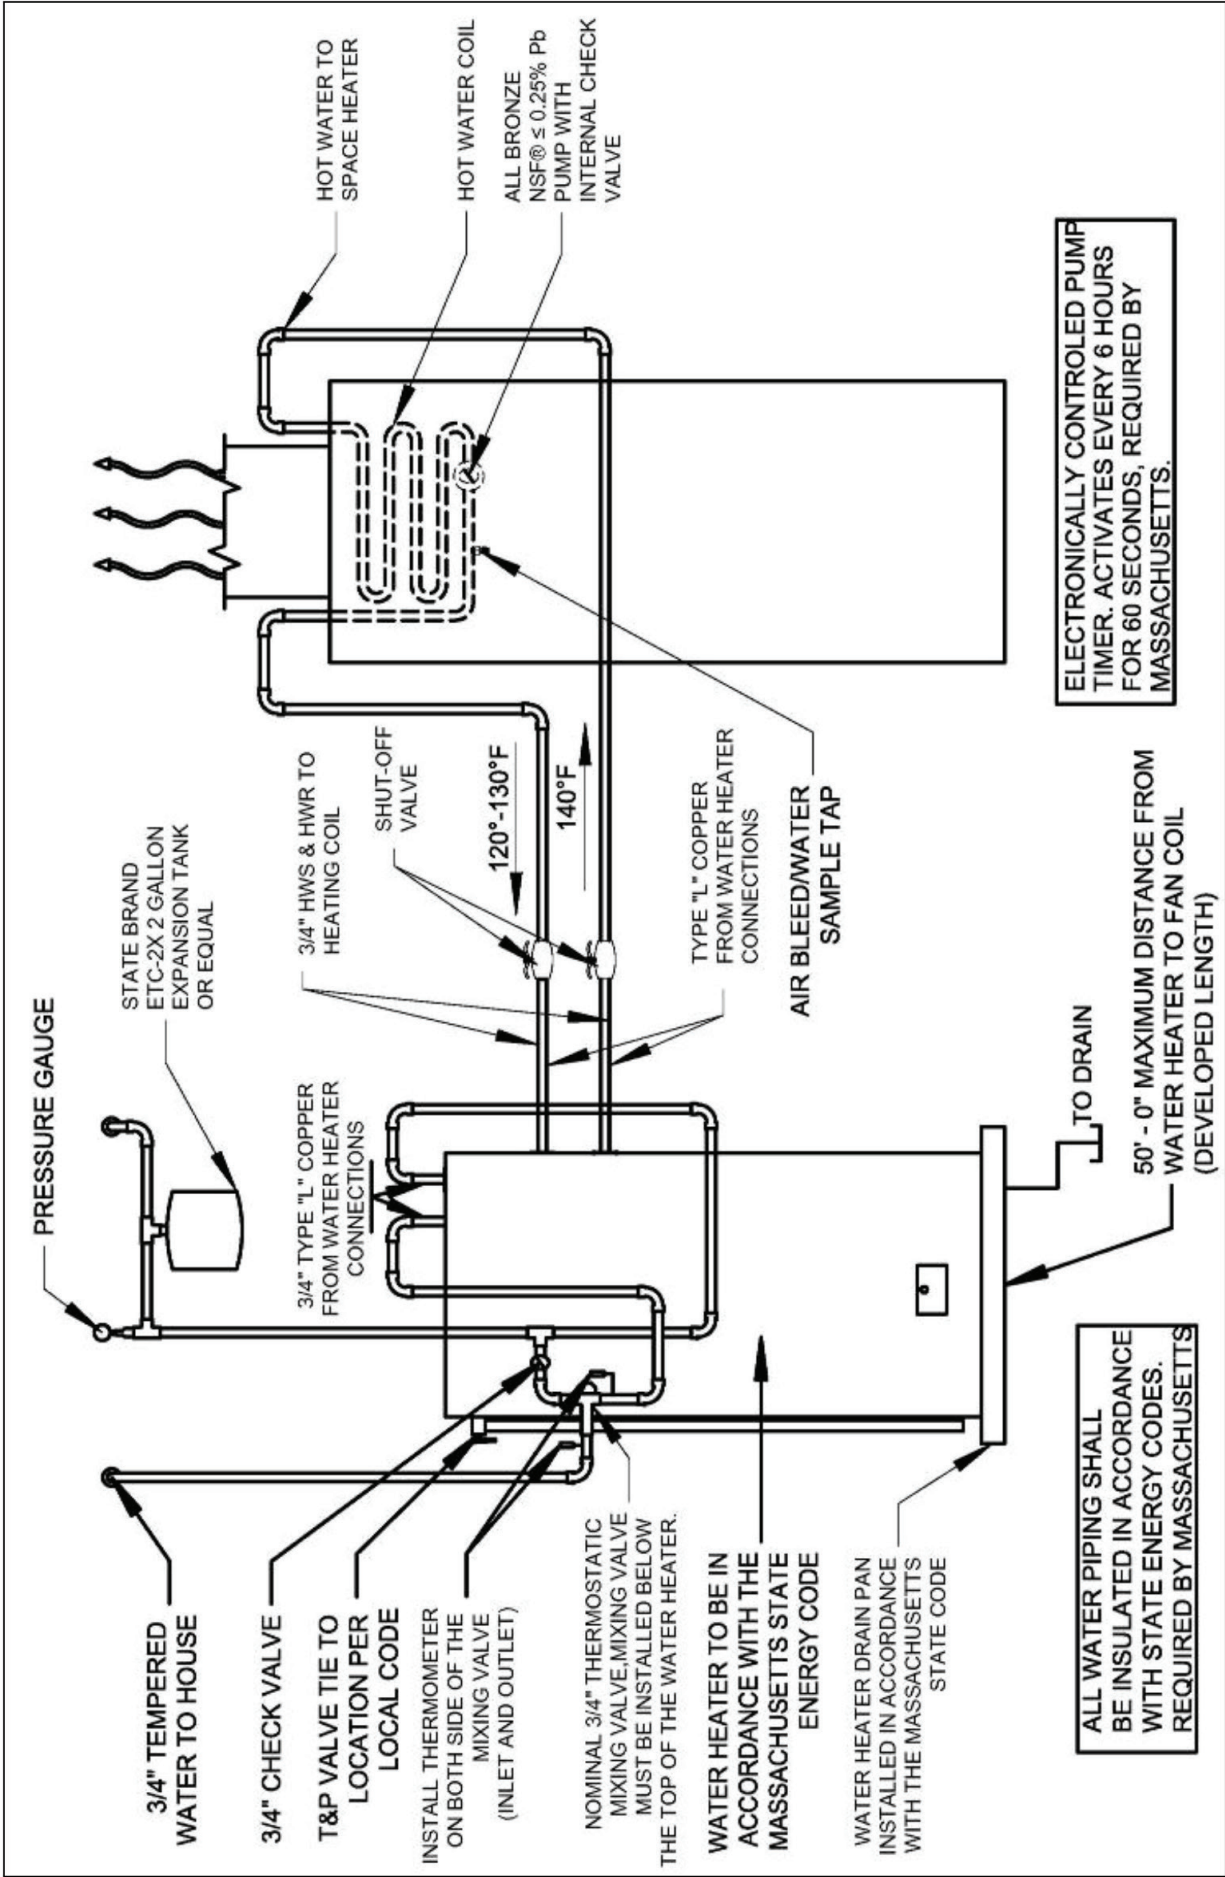 PRESSURE GAUGE
STATE BRAND
ETC-2X 2 GALLON
EXPANSION TANK
OR EQUAL
HOT WATER TO
SPACE HEATER
HOT WATER COIL
ALL BRONZE
NSF® ≤ 0.25% Pb
PUMP WITH
INTERNAL CHECK
VALVE
3/4" TEMPERED
WATER TO HOUSE
3/4" CHECK VALVE
T&P VALVE TIE TO
LOCATION PER
LOCAL CODE
INSTALL THERMOMETER
ON BOTH SIDE OF THE
MIXING VALVE
(INLET AND OUTLET)
NOMINAL 3/4" THERMOSTATIC
MIXING VALVE,MIXING VALVE
MUST BE INSTALLED BELOW
THE TOP OF THE WATER HEATER.
WATER HEATER TO BE IN
ACCORDANCE WITH THE
MASSACHUSETTS STATE
ENERGY CODE
WATER HEATER DRAIN PAN
INSTALLED IN ACCORDANCE
WITH THE MASSACHUSETTS
STATE CODE
3/4" TYPE "L" COPPER
FROM WATER HEATER
CONNECTIONS
3/4" HWS & HWR TO
HEATING COIL
SHUT-OFF
VALVE
120°-130°F
140°F
TYPE "L" COPPER
FROM WATER HEATER
CONNECTIONS
AIR BLEED/WATER
SAMPLE TAP
TO DRAIN
50' - 0" MAXIMUM DISTANCE FROM
WATER HEATER TO FAN COIL
(DEVELOPED LENGTH)
ALL WATER PIPING SHALL
BE INSULATED IN ACCORDANCE
WITH STATE ENERGY CODES.
REQUIRED BY MASSACHUSETTS
ELECTRONICALLY CONTROLED PUMP
TIMER. ACTIVATES EVERY 6 HOURS
FOR 60 SECONDS, REQUIRED BY
MASSACHUSETTS.